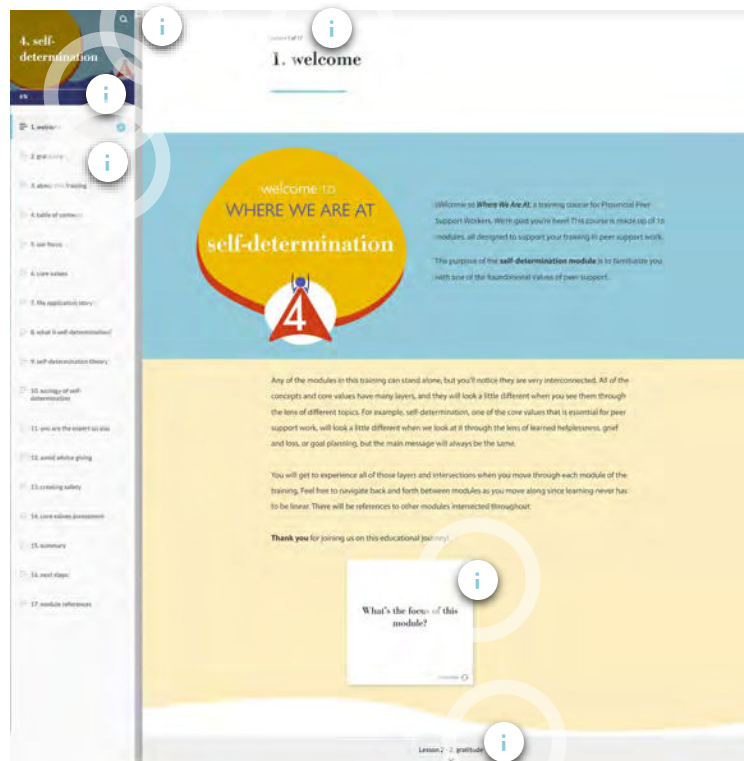 4. self-
determination
EN
1. welcome
2. gratitude
3. about this training
4. table of contents
5. our focus
6. core values
7. the application story
8. what is self-determination?
9. self-determination theory
10. ecology of self-
determination
11. you are the expert on you
12. avoid advice giving
13. creating safety
14. core values assessment
15. summary
16. next steps
17. module references
Lesson 1 of 17
1. welcome
welcome to
WHERE WE ARE AT
self-determination
4
Welcome to Where We Are At, a training course for Provincial Peer
Support Workers. We're glad you're here! This course is made up of 16
modules, all designed to support your training in peer support work.
The purpose of the self-determination module is to familiarize you
with one of the foundational values of peer support.
Any of the modules in this training can stand alone, but you'll notice they are very interconnected. All of the
concepts and core values have many layers, and they will look a little different when you see them through
the lens of different topics. For example, self-determination, one of the core values that is essential for peer
support work, will look a little different when we look at it through the lens of learned helplessness, grief
and loss, or goal planning, but the main message will always be the same.
You will get to experience all of those layers and intersections when you move through each module of the
training. Feel free to navigate back and forth between modules as you move along since learning never has
to be linear. There will be references to other modules intersected throughout.
Thank you for joining us on this educational journey!
What's the focus of this
module?
Lesson 2 - 2. gratitude
i
i
i
i
i
i